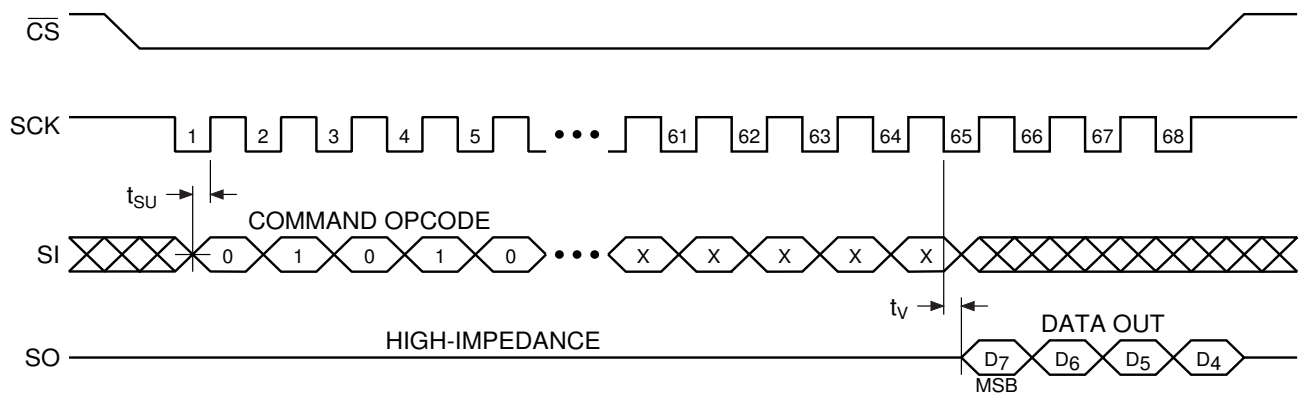 C̅S̅
SCK 1 2 3 4 5 ••• 61 62 63 64 65 66 67 68
tSU
COMMAND OPCODE
SI 0 1 0 1 0 ••• X X X X X
tV
HIGH-IMPEDANCE
DATA OUT
SO D7 D6 D5 D4
MSB